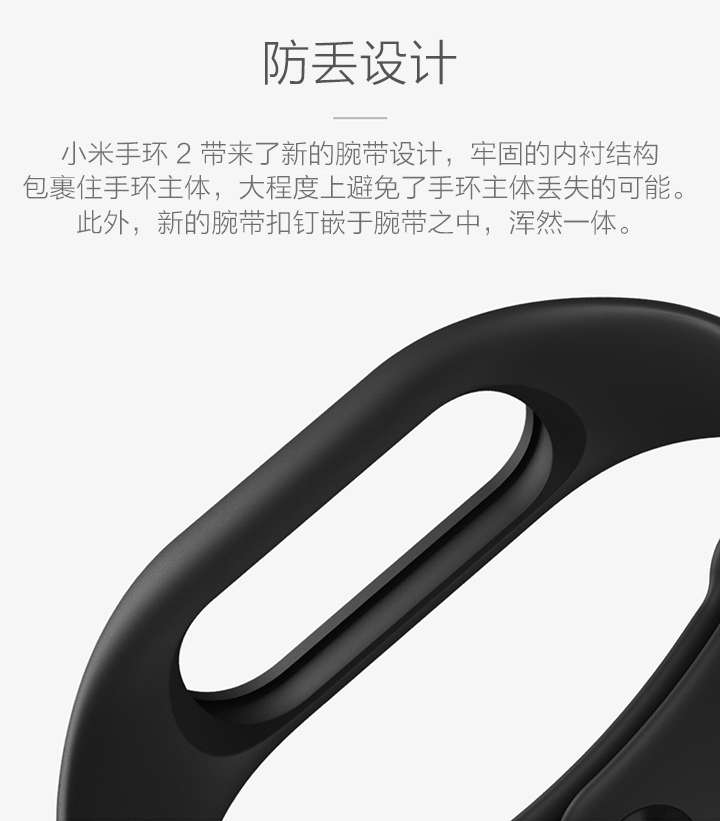 防丢设计
小米手环 2 带来了新的腕带设计，牢固的内衬结构
包裹住手环主体，大程度上避免了手环主体丢失的可能。
此外，新的腕带扣钉嵌于腕带之中，浑然一体。